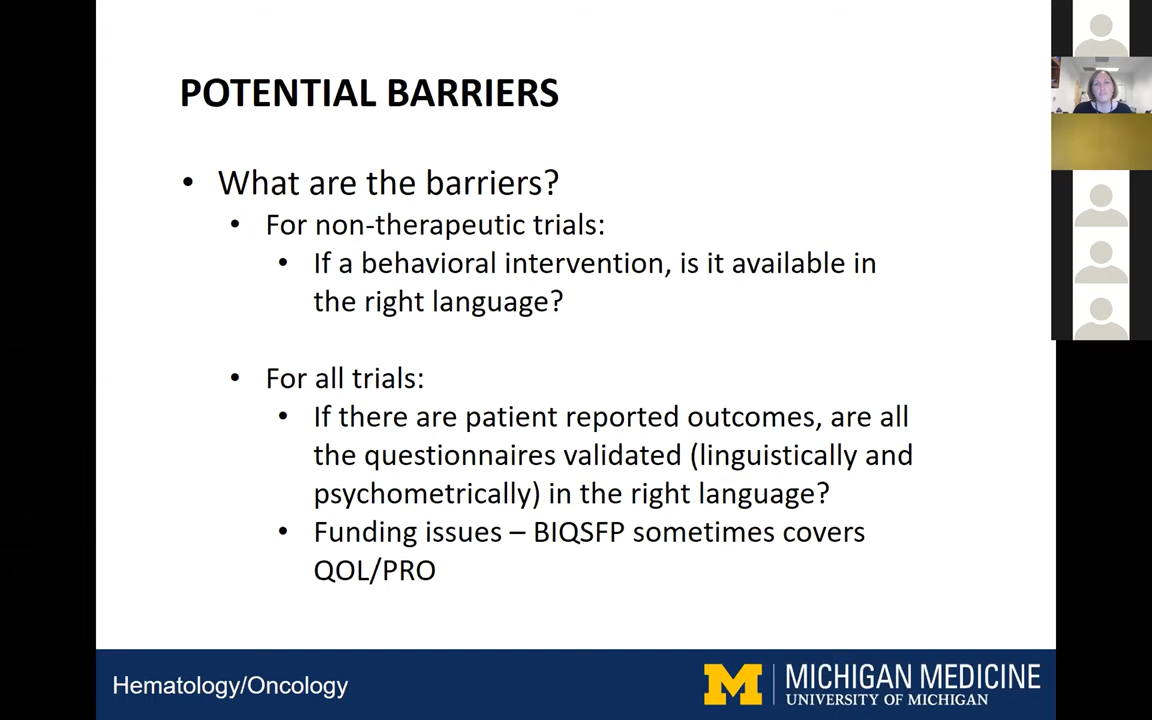 POTENTIAL BARRIERS
• What are the barriers?
• For non-therapeutic trials:
• If a behavioral intervention, is it available in
the right language?
• For all trials:
• If there are patient reported outcomes, are all
the questionnaires validated (linguistically and
psychometrically) in the right language?
• Funding issues – BIQSFP sometimes covers
QOL/PRO
Hematology/Oncology
M
MICHIGAN MEDICINE
UNIVERSITY OF MICHIGAN